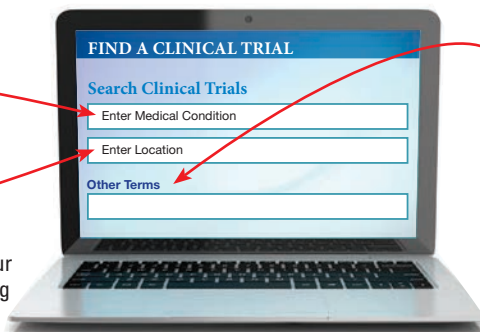 FIND A CLINICAL TRIAL
Search Clinical Trials
Enter Medical Condition
Enter Location
Other Terms